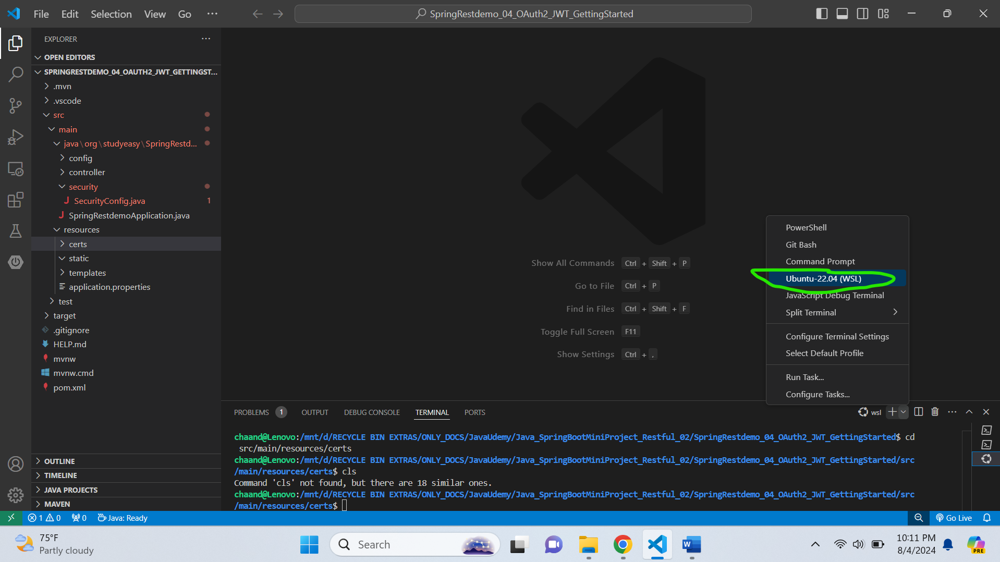 File Edit Selection View Go ···
SpringRestdemo_04_OAuth2_JWT_GettingStarted
EXPLORER
OPEN EDITORS
SPRINGRESTDEMO_04_OAUTH2_JWT_GETTINGST...
.mvn
.vscode
src
main
java\org\studyeasy\SpringRestd...
config
controller
security
SecurityConfig.java 1
SpringRestdemoApplication.java
resources
certs
static
templates
application.properties
test
target
.gitignore
HELP.md
mvnw
mvnw.cmd
pom.xml
OUTLINE
TIMELINE
JAVA PROJECTS
MAVEN
Show All Commands Ctrl + Shift + P
Go to File Ctrl + P
Find in Files Ctrl + Shift + F
Toggle Full Screen F11
Show Settings Ctrl + ,
PowerShell
Git Bash
Command Prompt
Ubuntu-22.04 (WSL)
JavaScript Debug Terminal
Split Terminal
Configure Terminal Settings
Select Default Profile
Run Task...
Configure Tasks...
PROBLEMS 1 OUTPUT DEBUG CONSOLE TERMINAL PORTS
wsl
chaand@Lenovo:/mnt/d/RECYCLE BIN EXTRAS/ONLY_DOCS/JavaUdemy/Java_SpringBootMiniProject_Restful_02/SpringRestdemo_04_OAuth2_JWT_GettingStarted$ cd
src/main/resources/certs
chaand@Lenovo:/mnt/d/RECYCLE BIN EXTRAS/ONLY_DOCS/JavaUdemy/Java_SpringBootMiniProject_Restful_02/SpringRestdemo_04_OAuth2_JWT_GettingStarted/src
/main/resources/certs$ cls
Command 'cls' not found, but there are 18 similar ones.
chaand@Lenovo:/mnt/d/RECYCLE BIN EXTRAS/ONLY_DOCS/JavaUdemy/Java_SpringBootMiniProject_Restful_02/SpringRestdemo_04_OAuth2_JWT_GettingStarted/src
/main/resources/certs$
1 0 0 Java: Ready
Go Live
75°F
Partly cloudy
Search
W
10:11 PM
8/4/2024
PRE